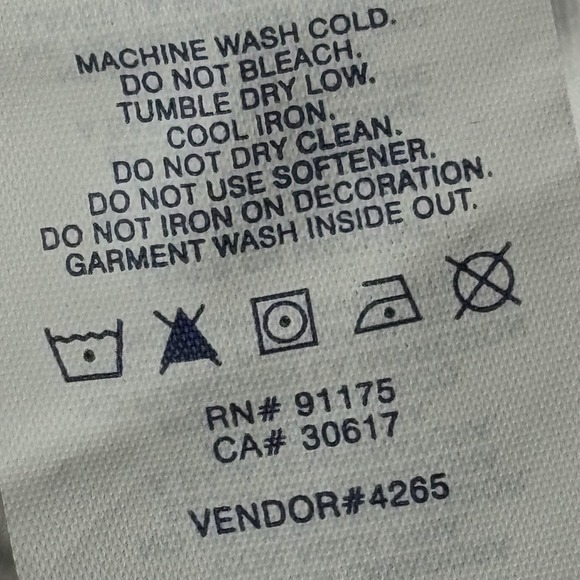 MACHINE WASH COLD.
DO NOT BLEACH.
TUMBLE DRY LOW.
COOL IRON.
DO NOT DRY CLEAN.
DO NOT USE SOFTENER.
DO NOT IRON ON DECORATION.
GARMENT WASH INSIDE OUT.
RN# 91175
CA# 30617
VENDOR#4265